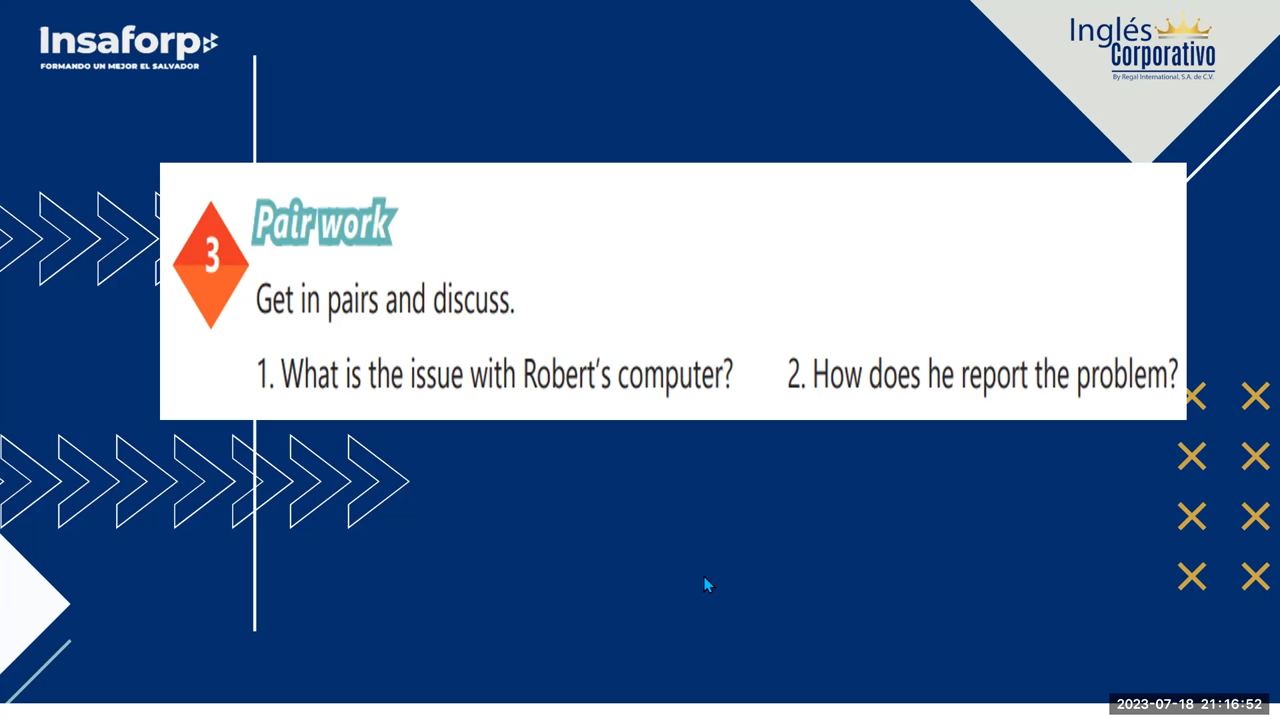 Insaforp
FORMANDO UN MEJOR EL SALVADOR
Inglés
Corporativo
By Regal International, S.A. de C.V.
3
Pair work
Get in pairs and discuss.
1. What is the issue with Robert's computer? 2. How does he report the problem?
2023-07-18 21:16:52